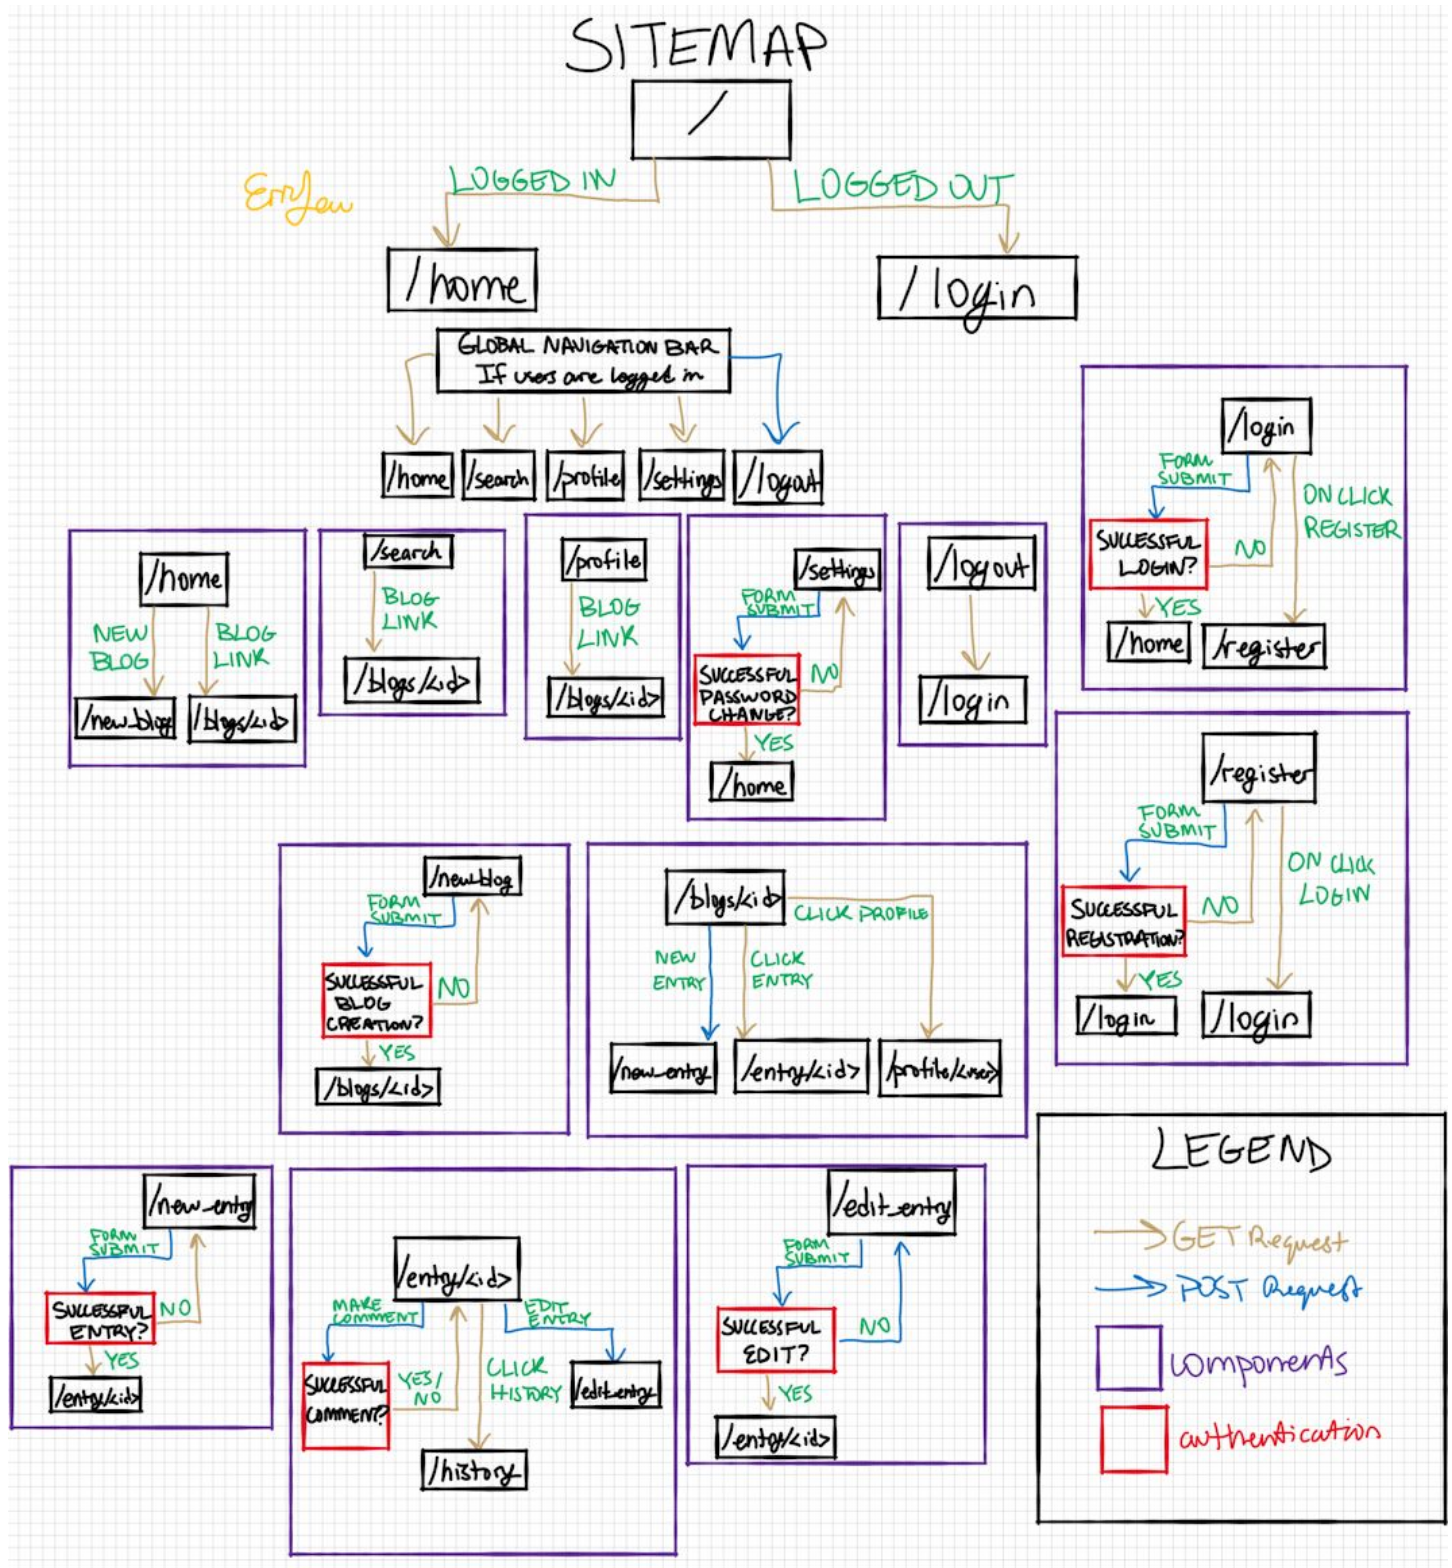 SITEMAP
/
LOGGED IN
LOGGED OUT
/home
/login
GLOBAL NAVIGATION BAR
If users are logged in
/home
/search
/profile
/settings
/logout
/home
NEW
BLOG
BLOG
LINK
/new_blog
/blogs/<id>
/search
BLOG
LINK
/blogs/<id>
/profile
BLOG
LINK
/blogs/<id>
/settings
FORM
SUBMIT
SUCCESSFUL
PASSWORD
CHANGE?
NO
YES
/home
/logout
/login
/login
FORM
SUBMIT
ON CLICK
REGISTER
SUCCESSFUL
LOGIN?
NO
YES
/home
/register
/register
FORM
SUBMIT
ON CLICK
LOGIN
SUCCESSFUL
REGISTRATION?
NO
YES
/login
/login
/new_blog
FORM
SUBMIT
SUCCESSFUL
BLOG
CREATION?
NO
YES
/blogs/<id>
/blogs/<id>
CLICK PROFILE
NEW
ENTRY
CLICK
ENTRY
/new_entry
/entry/<id>
/profile/<user>
/new_entry
FORM
SUBMIT
SUCCESSFUL
ENTRY?
NO
YES
/entry/<id>
/entry/<id>
MAKE
COMMENT
EDIT
ENTRY
SUCCESSFUL
COMMENT?
YES/
NO
CLICK
HISTORY
/edit_entry
/history
/edit_entry
FORM
SUBMIT
SUCCESSFUL
EDIT?
NO
YES
/entry/<id>
LEGEND
GET Request
POST Request
components
authentication